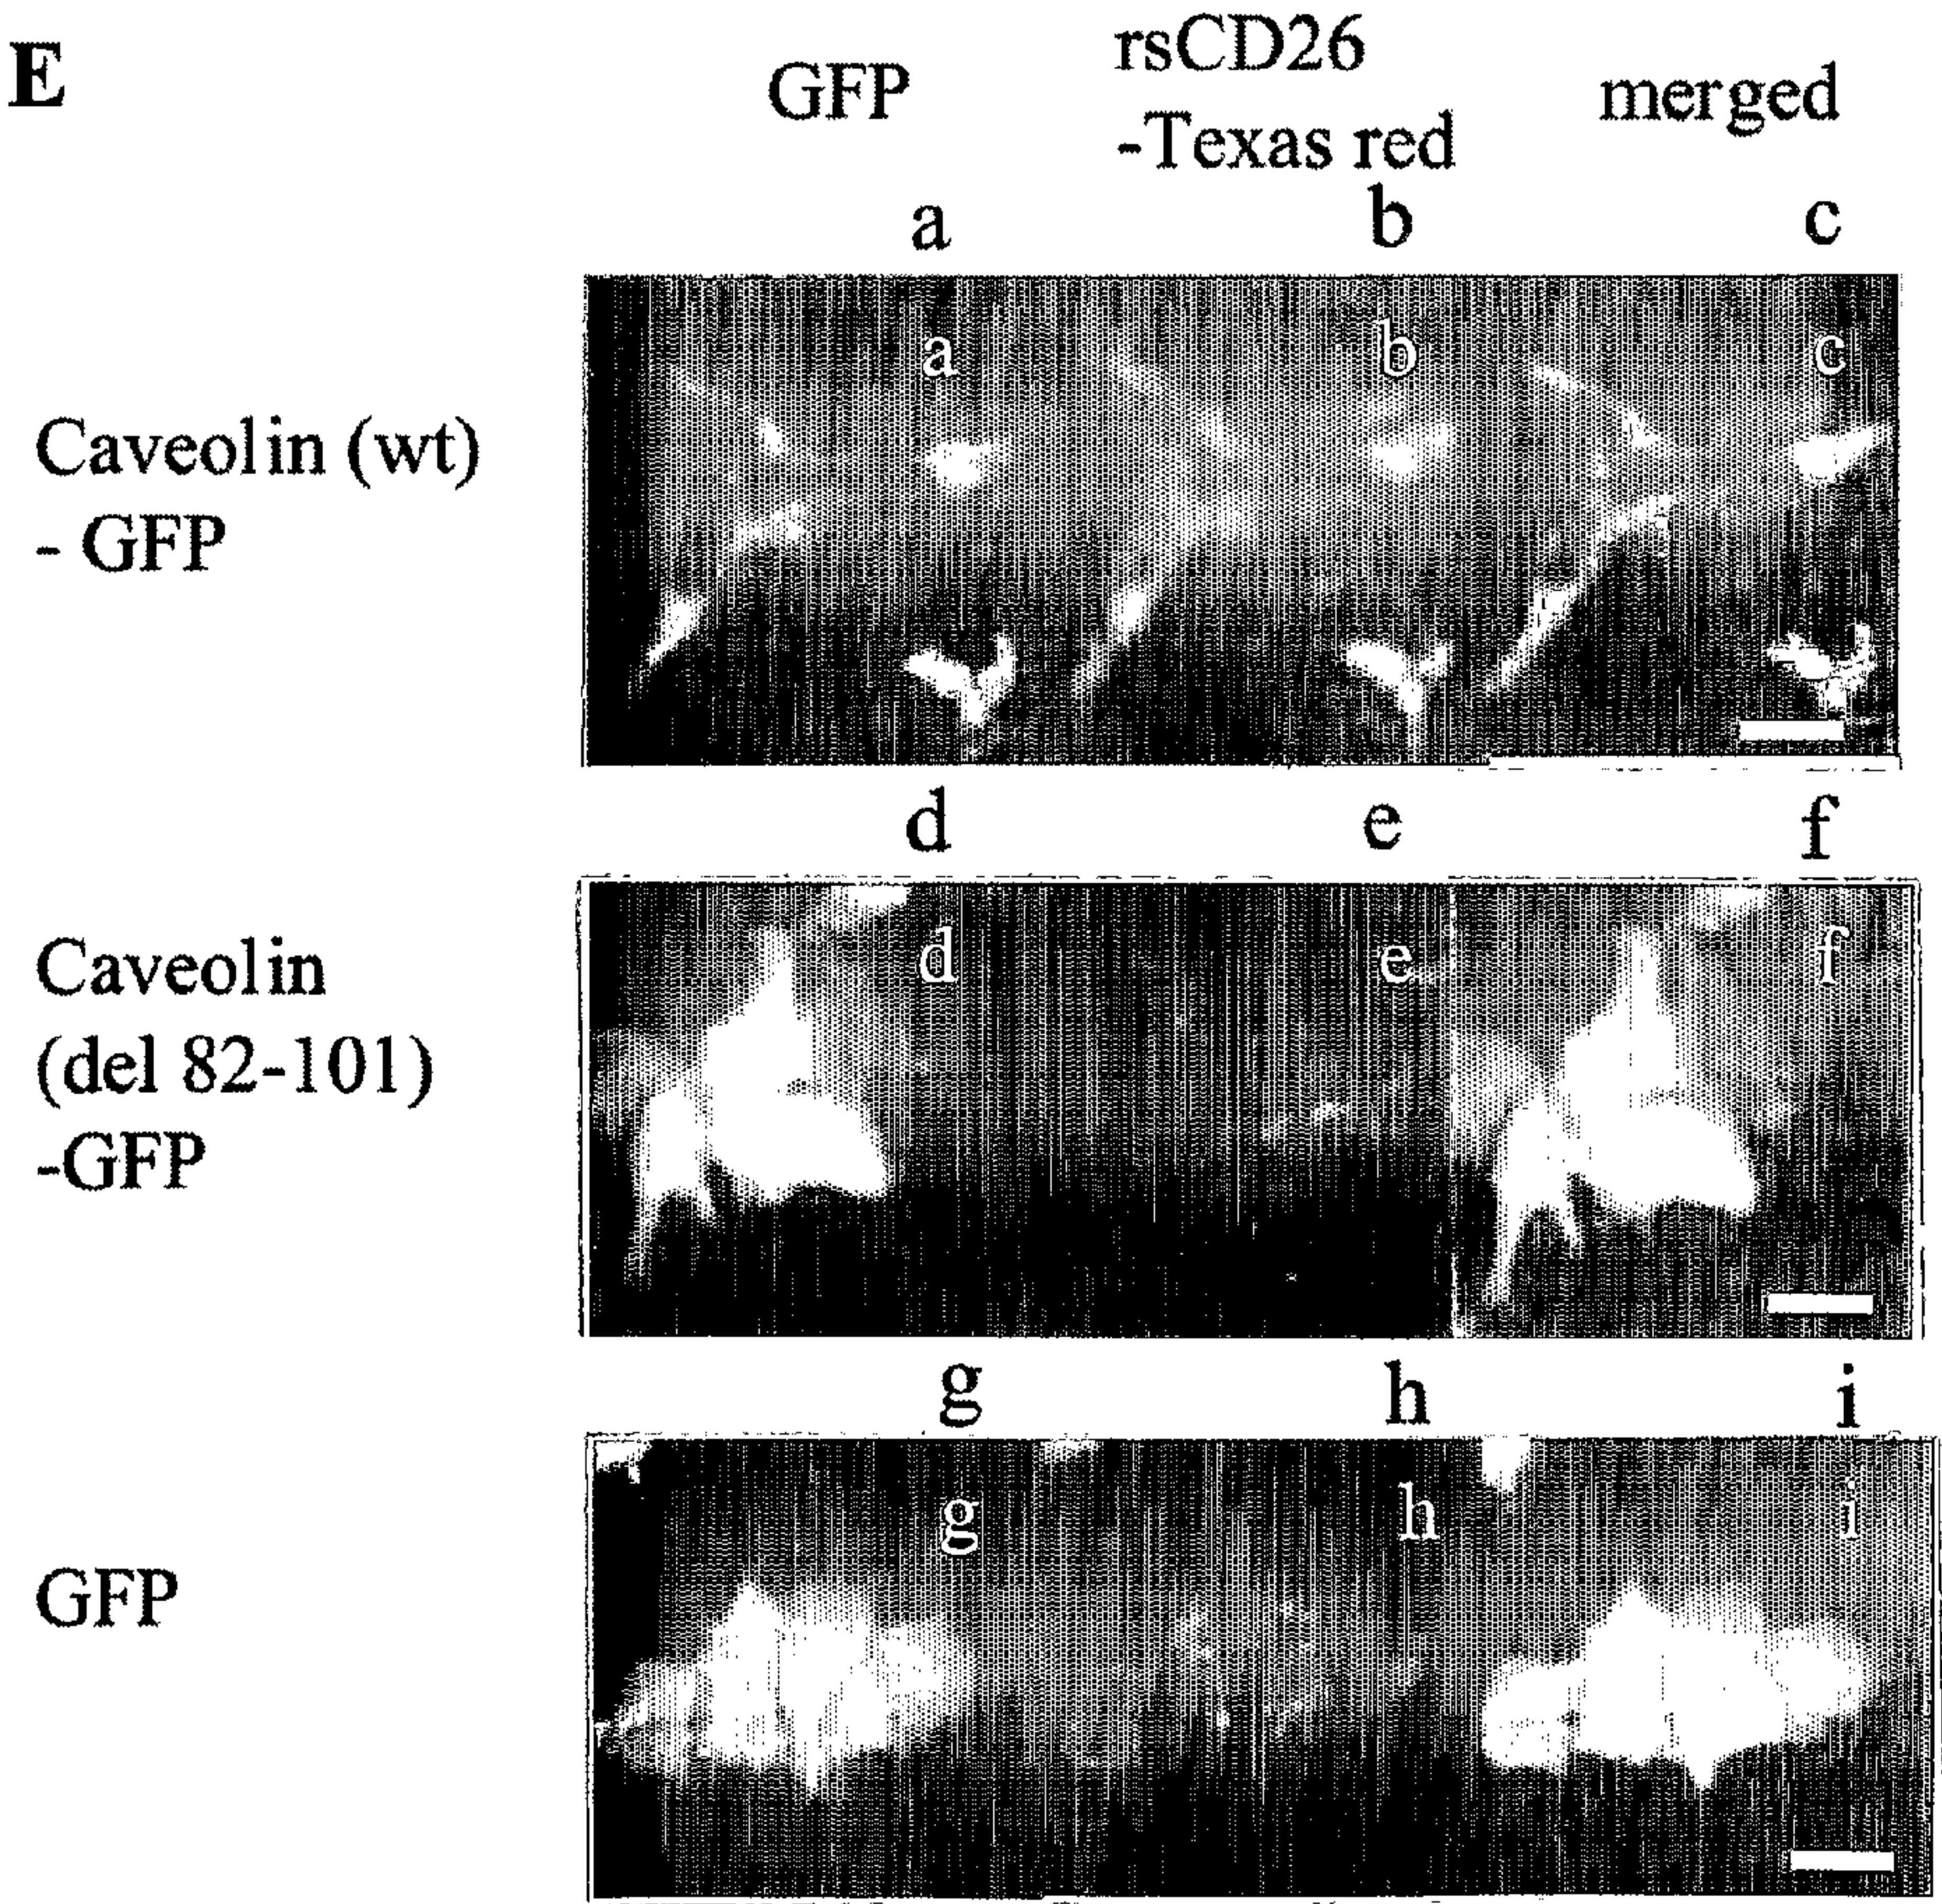 E
GFP
rsCD26
-Texas red
merged
a b c
a b c
Caveolin (wt)
- GFP
d e f
d e f
Caveolin
(del 82-101)
-GFP
g h i
g h i
GFP